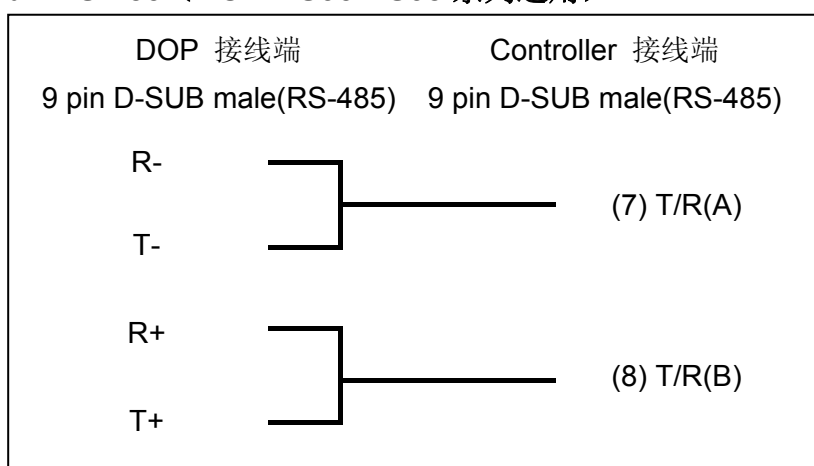 DOP 接线端 Controller 接线端
9 pin D-SUB male(RS-485) 9 pin D-SUB male(RS-485)
R-
(7) T/R(A)
T-
R+
(8) T/R(B)
T+